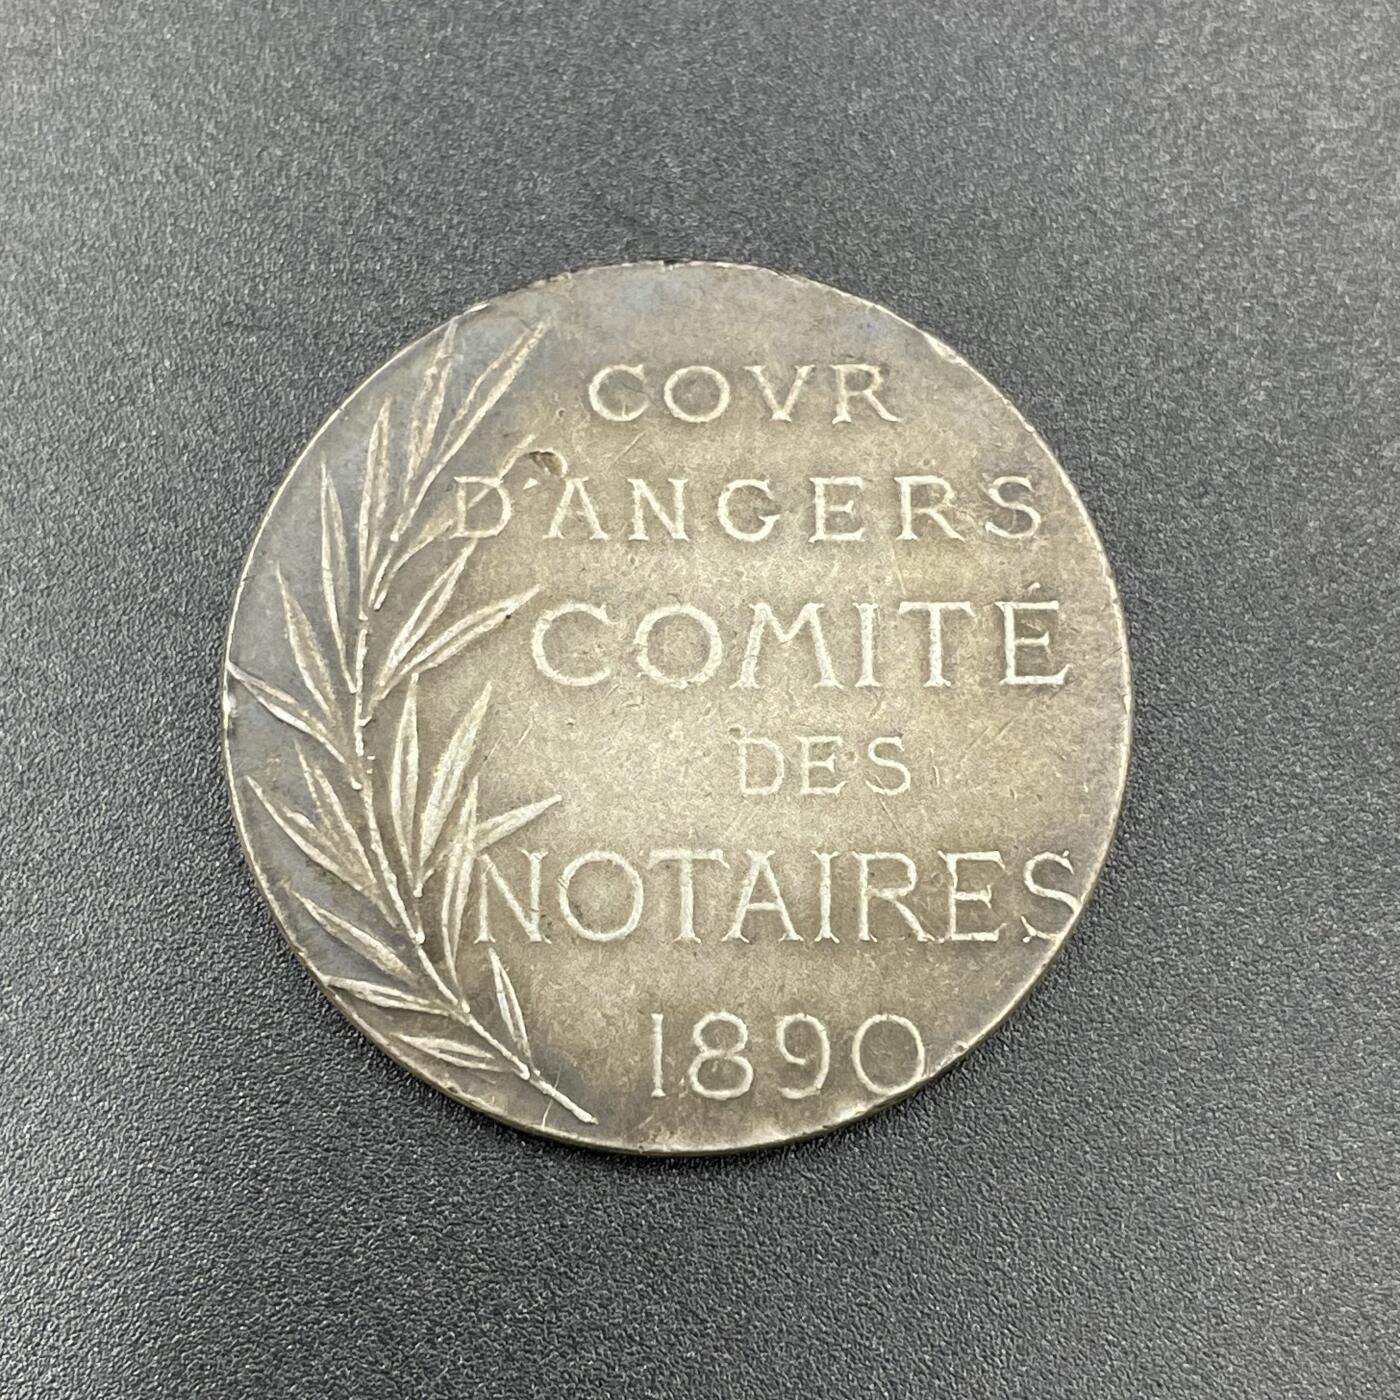 COVR
D'ANGERS
COMITÉ
DES
NOTAIRES
1890